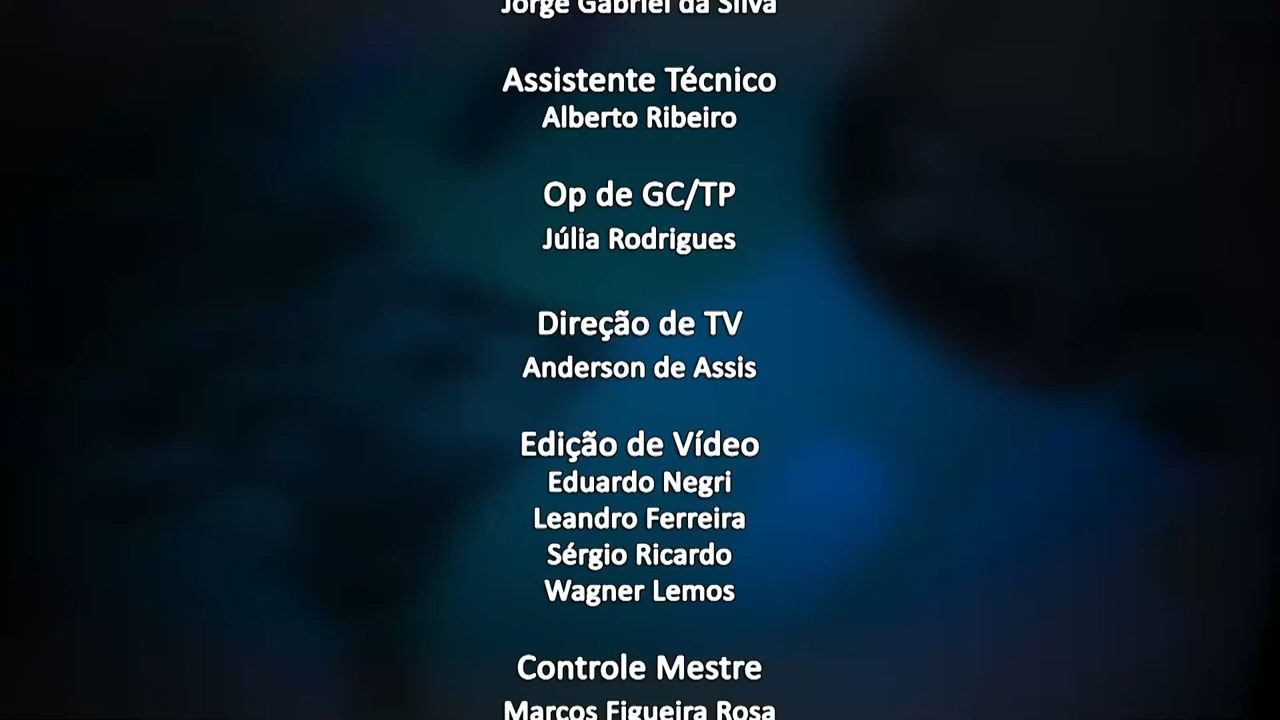 Jorge Gabriel da Silva
Assistente Técnico
Alberto Ribeiro
Op de GC/TP
Júlia Rodrigues
Direção de TV
Anderson de Assis
Edição de Vídeo
Eduardo Negri
Leandro Ferreira
Sérgio Ricardo
Wagner Lemos
Controle Mestre
Marcos Figueira Rosa